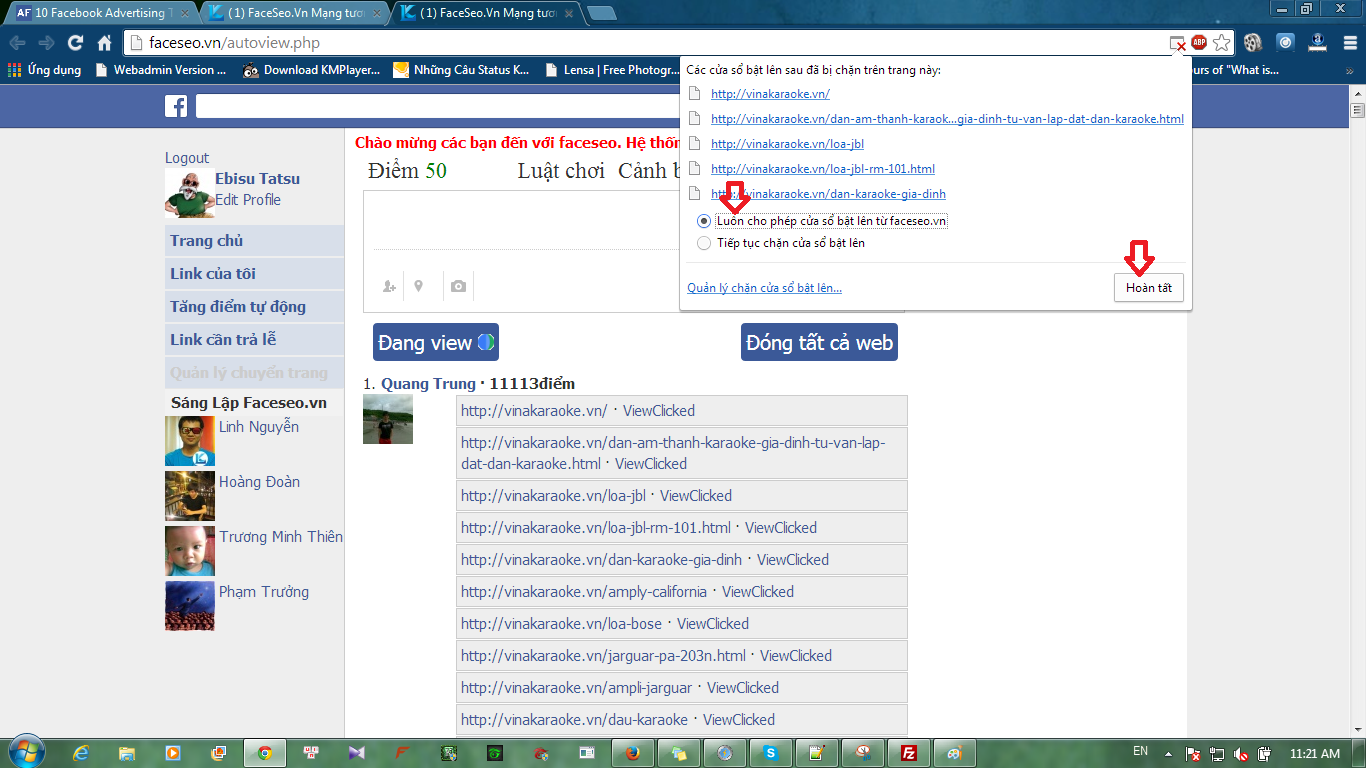 10 Facebook Advertising T
(1) FaceSeo.Vn Mạng tươn
(1) FaceSeo.Vn Mạng tươn
faceseo.vn/autoview.php
ABP
Ứng dụng
Webadmin Version ...
Download KMPlayer,...
Những Câu Status K...
Lensa | Free Photogr...
urs of "What is...
»
Các cửa sổ bật lên sau đã bị chặn trên trang này:
http://vinakaraoke.vn/
http://vinakaraoke.vn/dan-am-thanh-karaok...gia-dinh-tu-van-lap-dat-dan-karaoke.html
http://vinakaraoke.vn/loa-jbl
http://vinakaraoke.vn/loa-jbl-rm-101.html
http://vinakaraoke.vn/dan-karaoke-gia-dinh
Luôn cho phép cửa sổ bật lên từ faceseo.vn
Tiếp tục chặn cửa sổ bật lên
Quản lý chặn cửa sổ bật lên...
Hoàn tất
Logout
Ebisu Tatsu
Edit Profile
Trang chủ
Link của tôi
Tăng điểm tự động
Link cần trả lễ
Quản lý chuyển trang
Sáng Lập Faceseo.vn
Linh Nguyễn
Hoàng Đoàn
Trương Minh Thiên
Phạm Trưởng
Chào mừng các bạn đến với faceseo. Hệ thốn
Điểm 50
Luật chơi
Cảnh b
Đang view
Đóng tất cả web
1. Quang Trung · 11113điểm
http://vinakaraoke.vn/ · ViewClicked
http://vinakaraoke.vn/dan-am-thanh-karaoke-gia-dinh-tu-van-lap-
dat-dan-karaoke.html · ViewClicked
http://vinakaraoke.vn/loa-jbl · ViewClicked
http://vinakaraoke.vn/loa-jbl-rm-101.html · ViewClicked
http://vinakaraoke.vn/dan-karaoke-gia-dinh · ViewClicked
http://vinakaraoke.vn/amply-california · ViewClicked
http://vinakaraoke.vn/loa-bose · ViewClicked
http://vinakaraoke.vn/jarguar-pa-203n.html · ViewClicked
http://vinakaraoke.vn/ampli-jarguar · ViewClicked
http://vinakaraoke.vn/dau-karaoke · ViewClicked
EN
11:21 AM